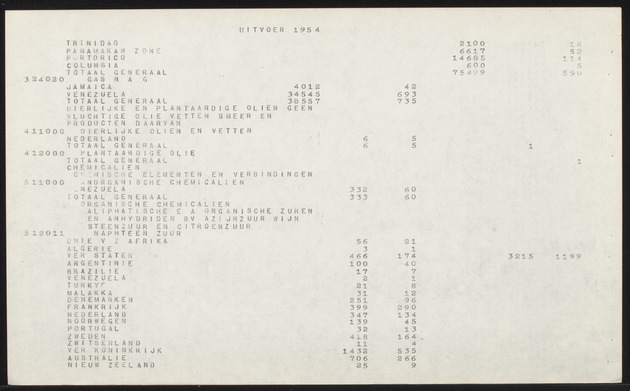 UITVOER 1954
TRINIDAD 2100 16
PANAMAKAN ZONE 6617 52
PORTORICO 14685 114
COLUMBIA 600 5
TOTAAL GENERAAL 75499 590
334020 GAS N A G
JAMAICA 4012 42
VENEZUELA 34545 693
TOTAAL GENERAAL 38557 735
DIERLIJKE EN PLANTAARDIGE OLIEN GEEN
VLUCHTIGE OLIE VETTEN SMEER EN
PRODUCTEN DAARVAN
411000 DIERLIJKE OLIEN EN VETTEN
NEDERLAND 6 5
TOTAAL GENERAAL 6 5 1
412000 PLANTAARDIGE OLIE
TOTAAL GENERAAL 1
CHEMICALIEN
CHEMISCHE ELEMENTEN EN VERBINDINGEN
511000 ANORGANISCHE CHEMICALIEN
VENEZUELA 332 60
TOTAAL GENERAAL 333 60
ORGANISCHE CHEMICALIEN
ALIPHATISCHE E A ORGANISCHE ZUREN
EN ANHYDRIDEN BV AZIJNZUUR WIJN
STEENZUUR EN CITROENZUUR
512011 NAPHTEEN ZUUR
UNIE V Z AFRIKA 56 21
ALGERIE 3 1
VER STATEN 466 174 3215 1199
ARGENTINIE 100 40
BRAZILIE 17 7
VENEZUELA 2 1
TURKYE 21 8
MALAKKA 31 12
DENEMARKEN 251 96
FRANKRIJK 399 290
NEDERLAND 347 134
NOORWEGEN 139 45
PORTUGAL 32 13
ZWEDEN 428 164
ZWITSERLAND 11 4
VER KONINKRIJK 1432 535
AUSTRALIE 706 266
NIEUW ZEELAND 25 9